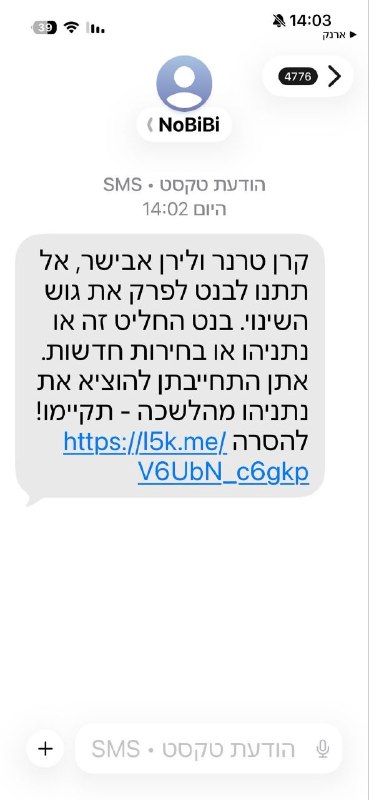 14:03
39
ארנק
4776
NoBiBi
הודעת טקסט • SMS
היום 14:02
קרן טרנר ולירן אבישר, אל
תתנו לבנט לפרק את גוש
השינוי. בנט החליט זה או
נתניהו או בחירות חדשות.
אתן התחייבתן להוציא את
נתניהו מהלשכה - תקיימו!
להסרה https://l5k.me/
V6UbN_c6gkp
הודעת טקסט • SMS